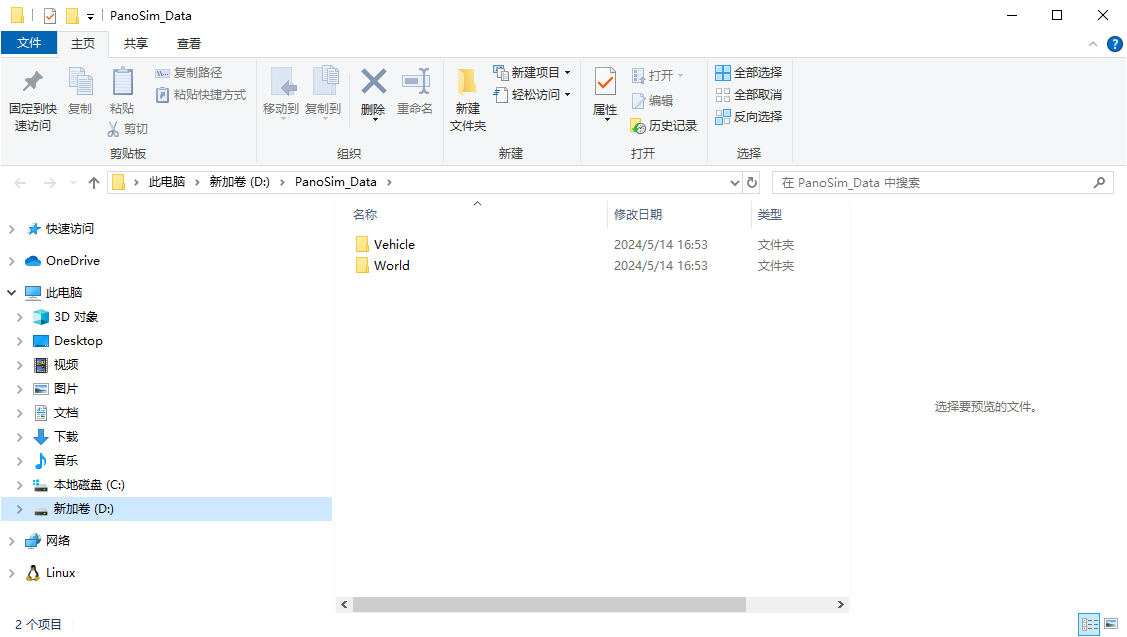 PanoSim_Data
文件 主页 共享 查看
固定到快速访问
复制
粘贴
复制路径
粘贴快捷方式
剪切
剪贴板
移动到
复制到
删除
重命名
组织
新建文件夹
新建项目
轻松访问
新建
属性
打开
编辑
历史记录
打开
全部选择
全部取消
反向选择
选择
此电脑 › 新加卷 (D:) › PanoSim_Data ›
在 PanoSim_Data 中搜索
快速访问
OneDrive
此电脑
3D 对象
Desktop
视频
图片
文档
下载
音乐
本地磁盘 (C:)
新加卷 (D:)
网络
Linux
名称 修改日期 类型
Vehicle 2024/5/14 16:53 文件夹
World 2024/5/14 16:53 文件夹
选择要预览的文件。
2 个项目